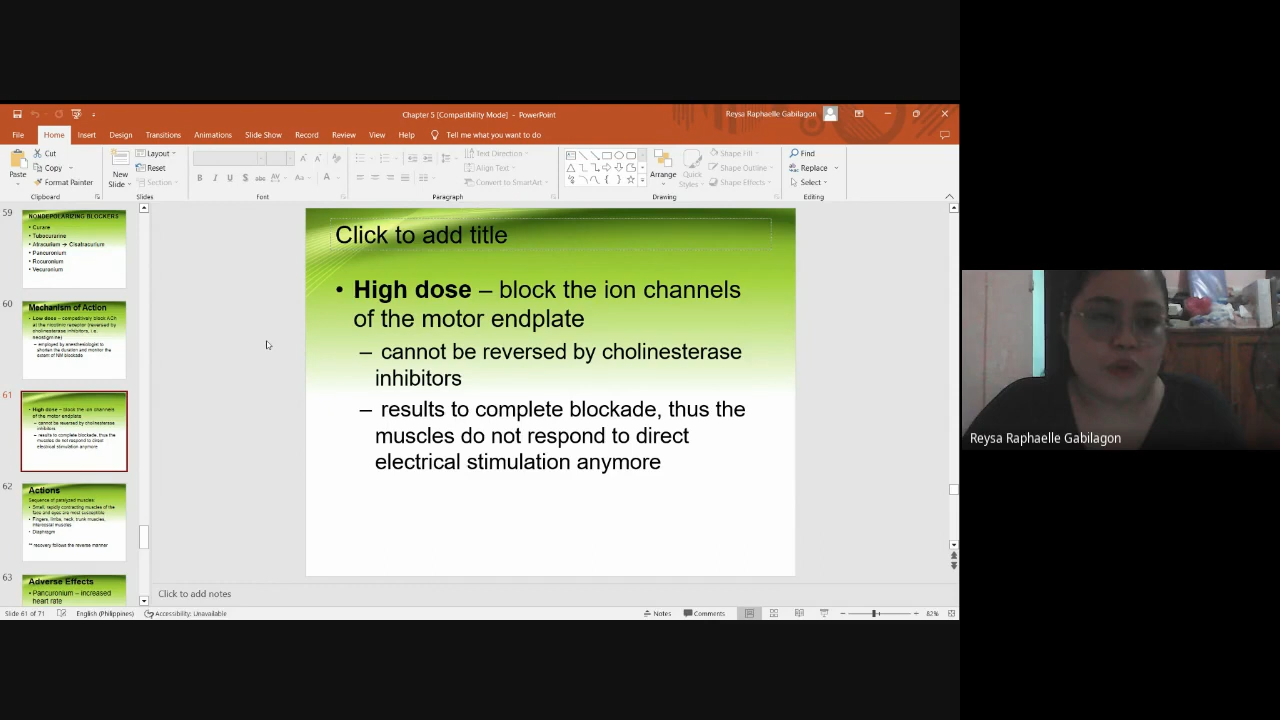 Chapter 5 [Compatibility Mode] - PowerPoint
Reysa Raphaelle Gabilagon
File Home Insert Design Transitions Animations Slide Show Record Review View Help Tell me what you want to do
Paste
Cut
Copy
Format Painter
Clipboard
New
Slide
Layout
Reset
Section
Slides
B I U S abc AV Aa A
Font
Text Direction
Align Text
Convert to SmartArt
Paragraph
Arrange
Quick
Styles
Shape Fill
Shape Outline
Shape Effects
Drawing
Find
Replace
Select
Editing
59
NONDEPOLARIZING BLOCKERS
• Curare
• Tubocurarine
• Atracurium → Cisatracurium
• Pancuronium
• Rocuronium
• Vecuronium
60
Mechanism of Action
• Low dose – competitively block ACh
at the nicotinic receptor (reversed by
cholinesterase inhibitors, i.e.
neostigmine)
– employed by anesthesiologist to
shorten the duration and monitor the
extent of NM blockade
61
• High dose – block the ion channels
of the motor endplate
– cannot be reversed by cholinesterase
inhibitors
– results to complete blockade, thus the
muscles do not respond to direct
electrical stimulation anymore
62
Actions
Sequence of paralyzed muscles:
• Small, rapidly contracting muscles of the
face and eyes are most susceptible
• Fingers, limbs, neck, trunk muscles,
intercostal muscles
• Diaphragm
** recovery follows the reverse manner
63
Adverse Effects
• Pancuronium – increased
heart rate
Click to add title
• High dose – block the ion channels
of the motor endplate
– cannot be reversed by cholinesterase
inhibitors
– results to complete blockade, thus the
muscles do not respond to direct
electrical stimulation anymore
Click to add notes
Slide 61 of 71 English (Philippines) Accessibility: Unavailable Notes Comments 82%
Reysa Raphaelle Gabilagon